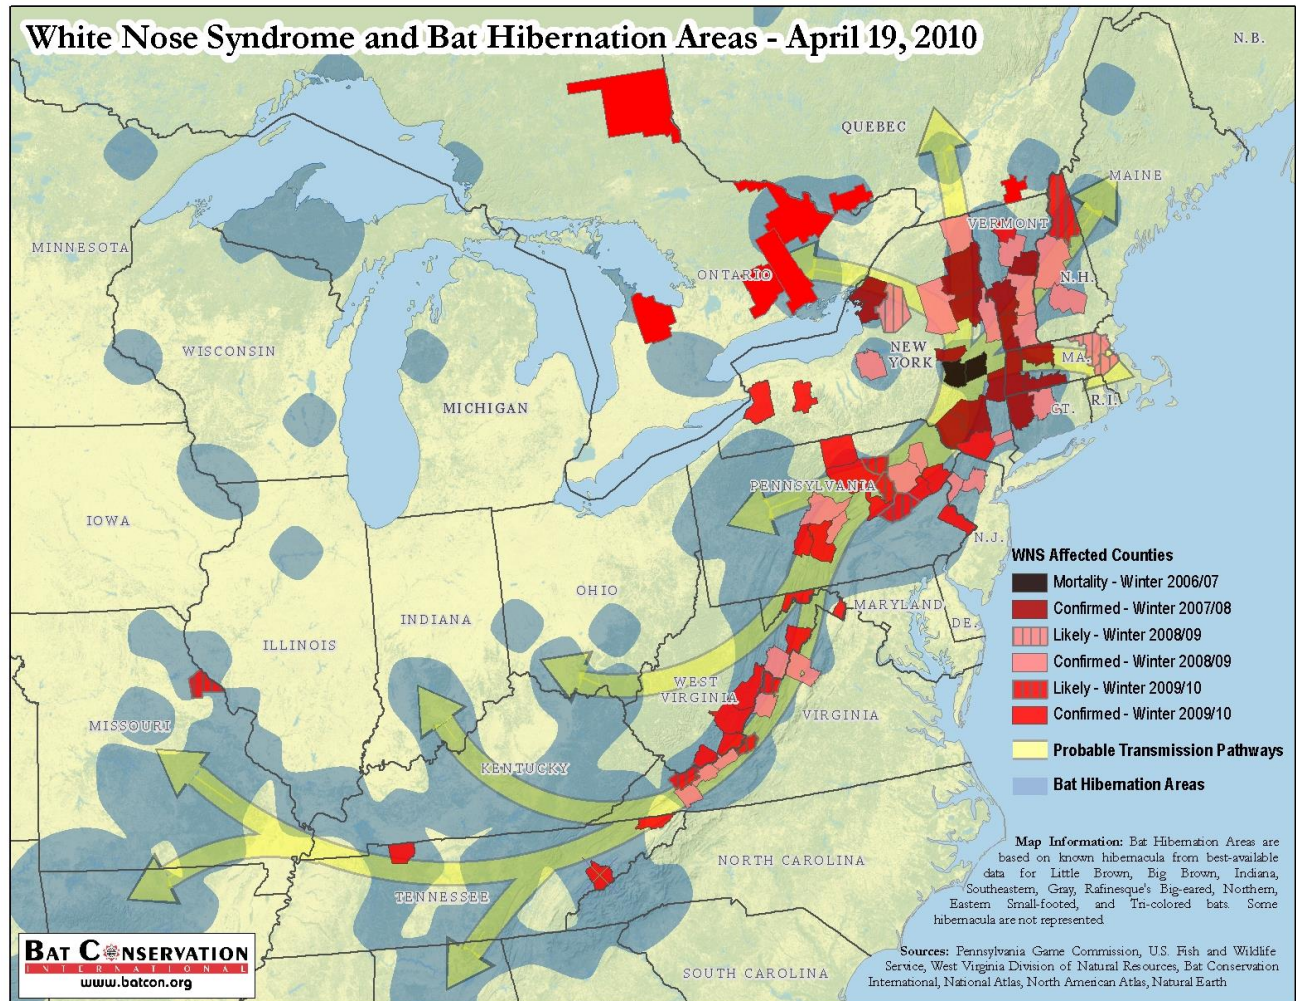 White Nose Syndrome and Bat Hibernation Areas - April 19, 2010
N.B.
QUEBEC
MAINE
VERMONT
MINNESOTA
ONTARIO
N.H.
WISCONSIN
NEW
YORK
MA.
MICHIGAN
CT.
R.I.
PENNSYLVANIA
IOWA
N.J.
OHIO
MARYLAND
INDIANA
DE.
ILLINOIS
WEST
VIRGINIA
VIRGINIA
MISSOURI
KENTUCKY
NORTH CAROLINA
TENNESSEE
SOUTH CAROLINA
WNS Affected Counties
Mortality - Winter 2006/07
Confirmed - Winter 2007/08
Likely - Winter 2008/09
Confirmed - Winter 2008/09
Likely - Winter 2009/10
Confirmed - Winter 2009/10
Probable Transmission Pathways
Bat Hibernation Areas
Map Information: Bat Hibernation Areas are
based on known hibernacula from best-available
data for Little Brown, Big Brown, Indiana,
Southeastern, Gray, Rafinesque's Big-eared, Northern,
Eastern Small-footed, and Tri-colored bats. Some
hibernacula are not represented
Sources: Pennsylvania Game Commission, U.S. Fish and Wildlife
Service, West Virginia Division of Natural Resources, Bat Conservation
International, National Atlas, North American Atlas, Natural Earth
BAT CONSERVATION
INTERNATIONAL
www.batcon.org